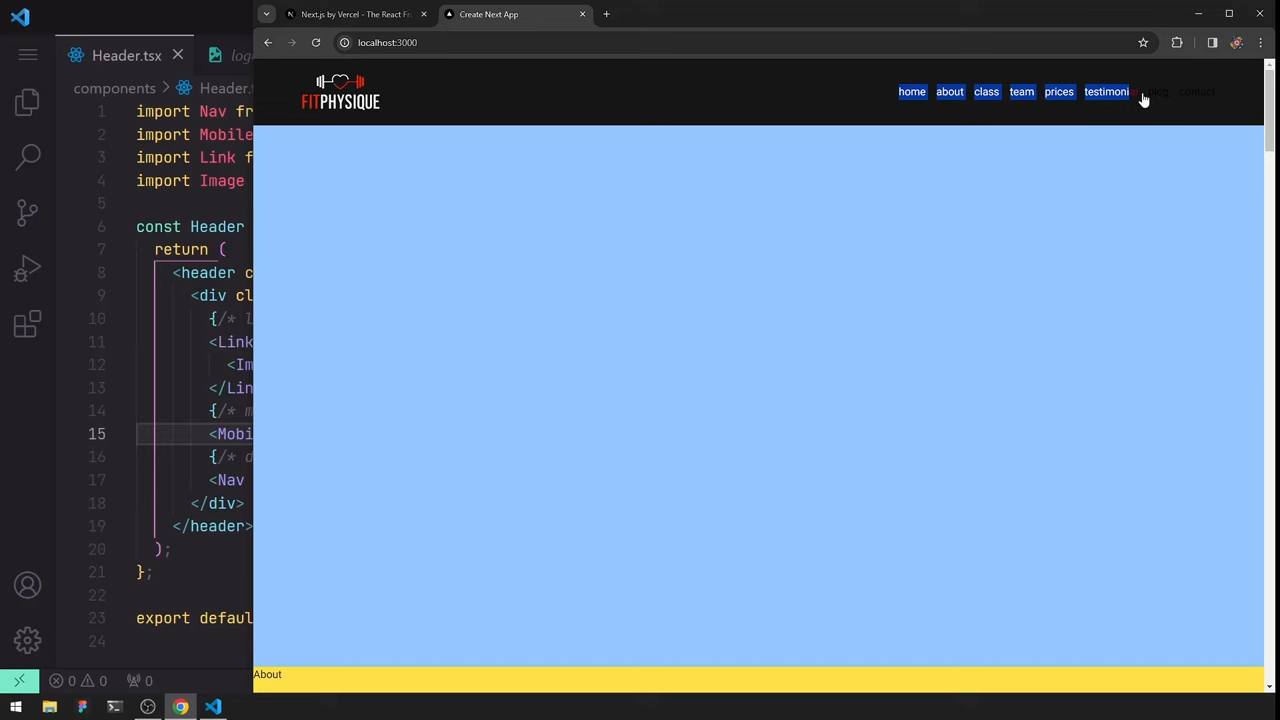 Next.js by Vercel - The React Fr
Create Next App
localhost:3000
Header.tsx
components > Header.
FITPHYSIQUE
home about class team prices testimoni blog contact
1 import Nav fr
2 import Mobile
3 import Link f
4 import Image
5
6 const Header
7 return (
8 <header c
9 <div cl
10 {/* l
11 <Link
12 <Im
13 </Lin
14 {/* m
15 <Mobi
16 {/* d
17 <Nav
18 </div>
19 </header>
20 );
21 };
22
23 export defaul
24
About
0 0 0